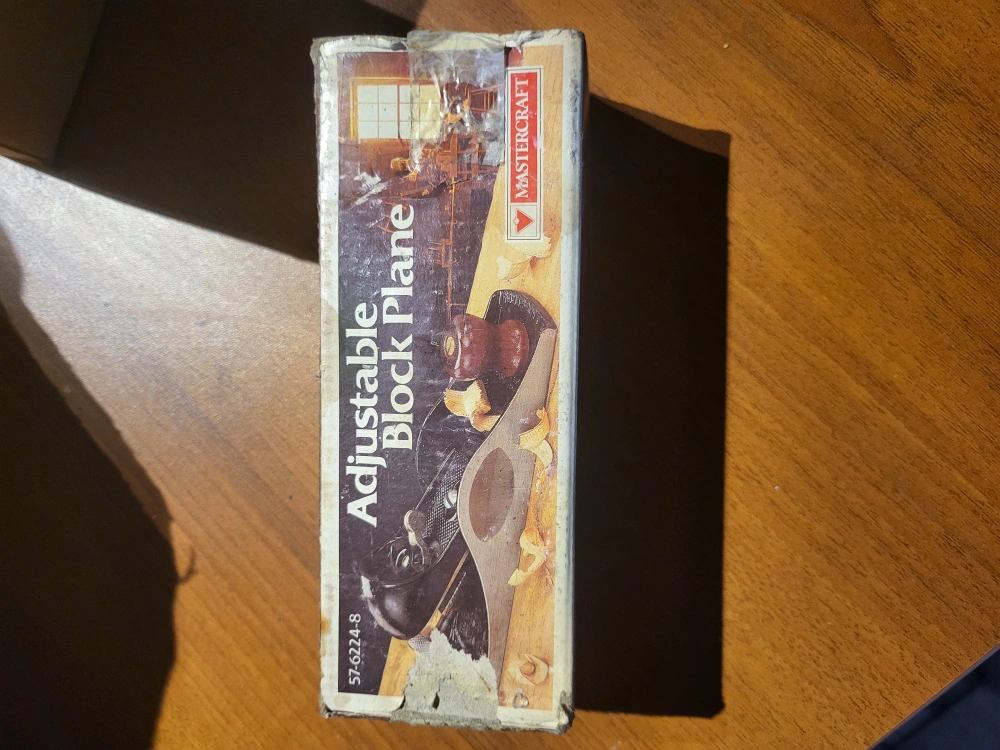 57-6224-8
Adjustable
Block Plane
MASTERCRAFT